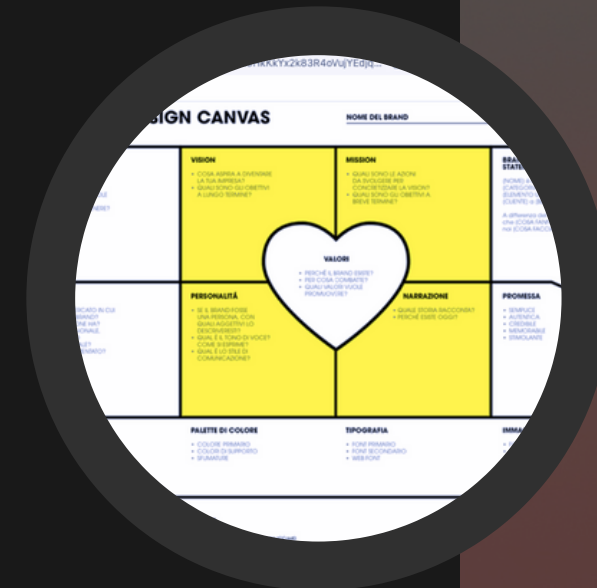 CANVAS
NOME DEL BRAND
VISION
• COSA ASPIRA A DIVENTARE
LA TUA IMPRESA?
• QUALI SONO GLI OBIETTIVI
A LUNGO TERMINE?
MISSION
• QUALI SONO LE AZIONI
DA SVOLGERE PER
CONCRETIZZARE LA VISION?
• QUALI SONO GLI OBIETTIVI A
BREVE TERMINE?
VALORI
• PERCHÉ IL BRAND ESISTE?
• PER COSA COMBATTE?
• QUALI VALORI VUOLE
PROMUOVERE?
PERSONALITÀ
• SE IL BRAND FOSSE
UNA PERSONA, CON
QUALI AGGETTIVI LO
DESCRIVERESTI?
• QUAL È IL TONO DI VOCE?
COME SI ESPRIME?
• QUAL È LO STILE DI
COMUNICAZIONE?
NARRAZIONE
• QUALE STORIA RACCONTA?
• PERCHÉ ESISTE OGGI?
PROMESSA
• SEMPLICE
• AUTENTICA
• CREDIBILE
• MEMORABILE
• STIMOLANTE
PALETTE DI COLORE
• COLORE PRIMARIO
• COLORI DI SUPPORTO
• SFUMATURE
TIPOGRAFIA
• FONT PRIMARIO
• FONT SECONDARIO
• WEB FONT